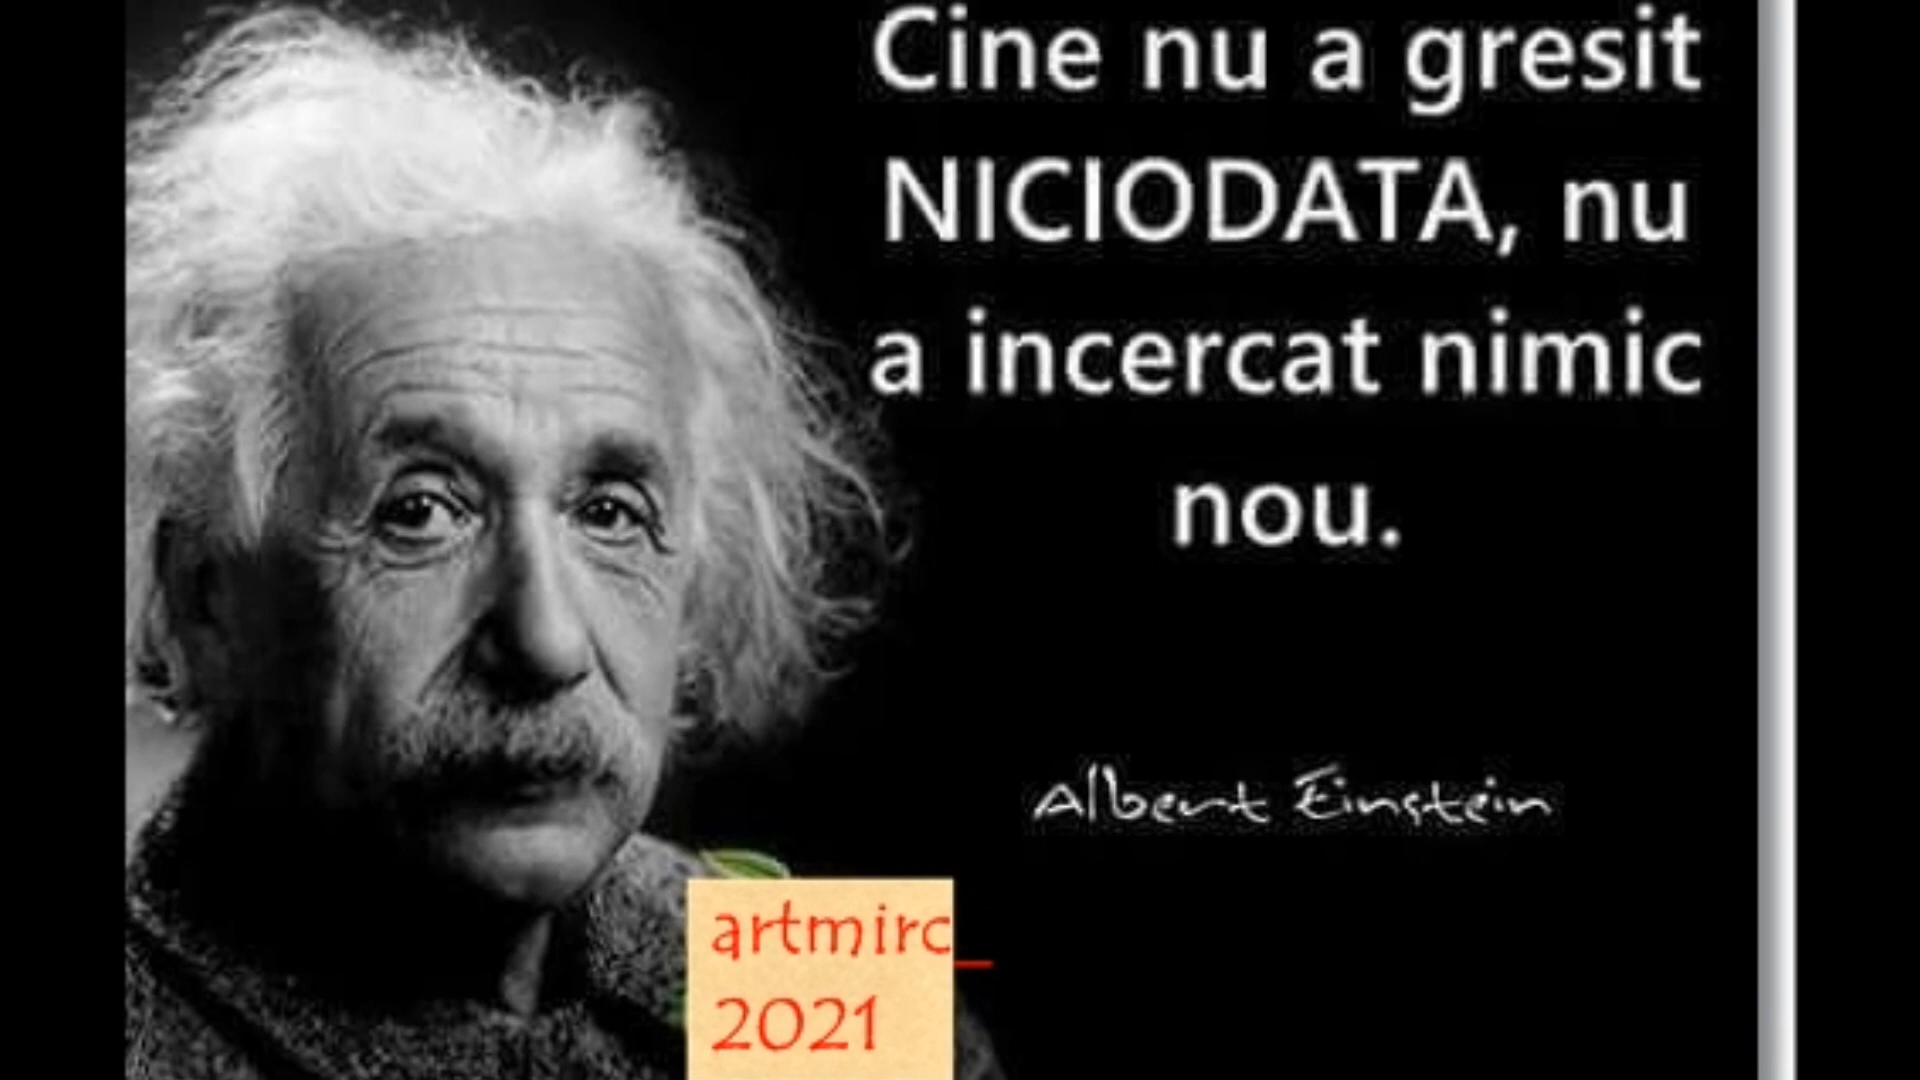 Cine nu a gresit
NICIODATA, nu
a incercat nimic
nou.
Albert Einstein
artmirc_
2021